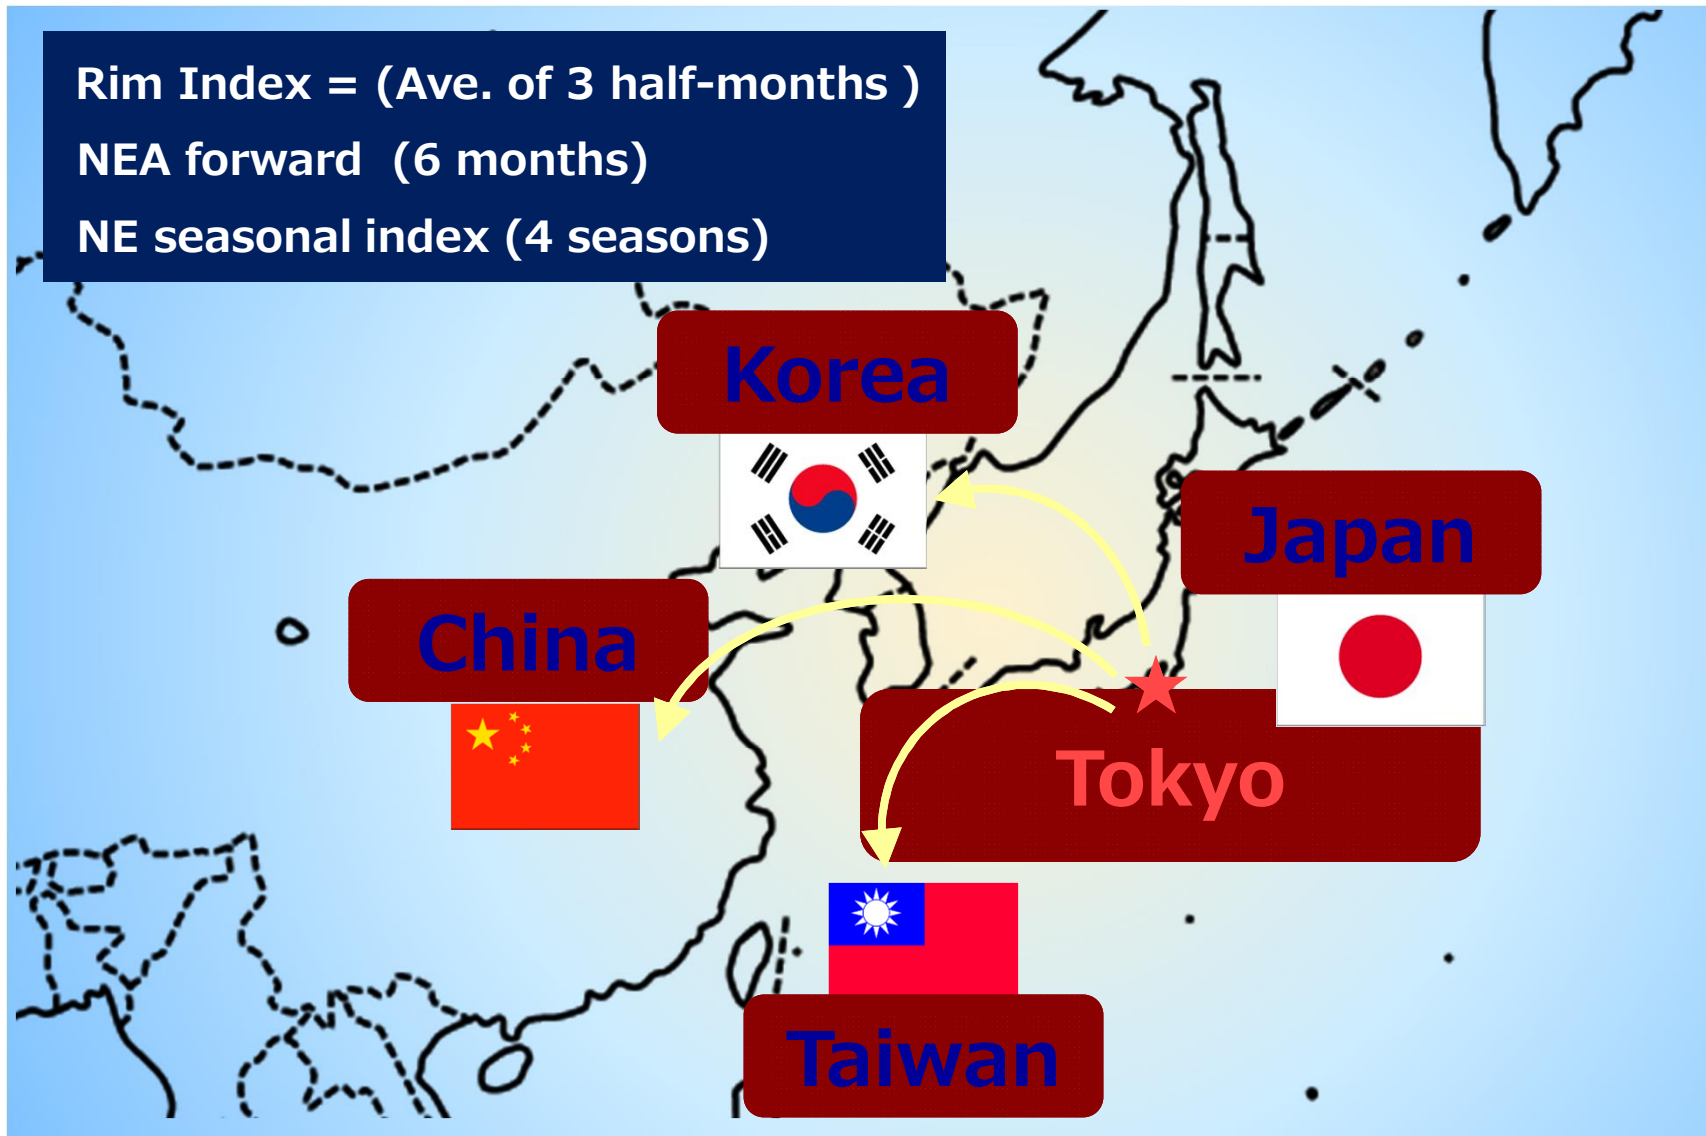 Rim Index = (Ave. of 3 half-months )
NEA forward (6 months)
NE seasonal index (4 seasons)
Korea
Japan
China
Tokyo
Taiwan